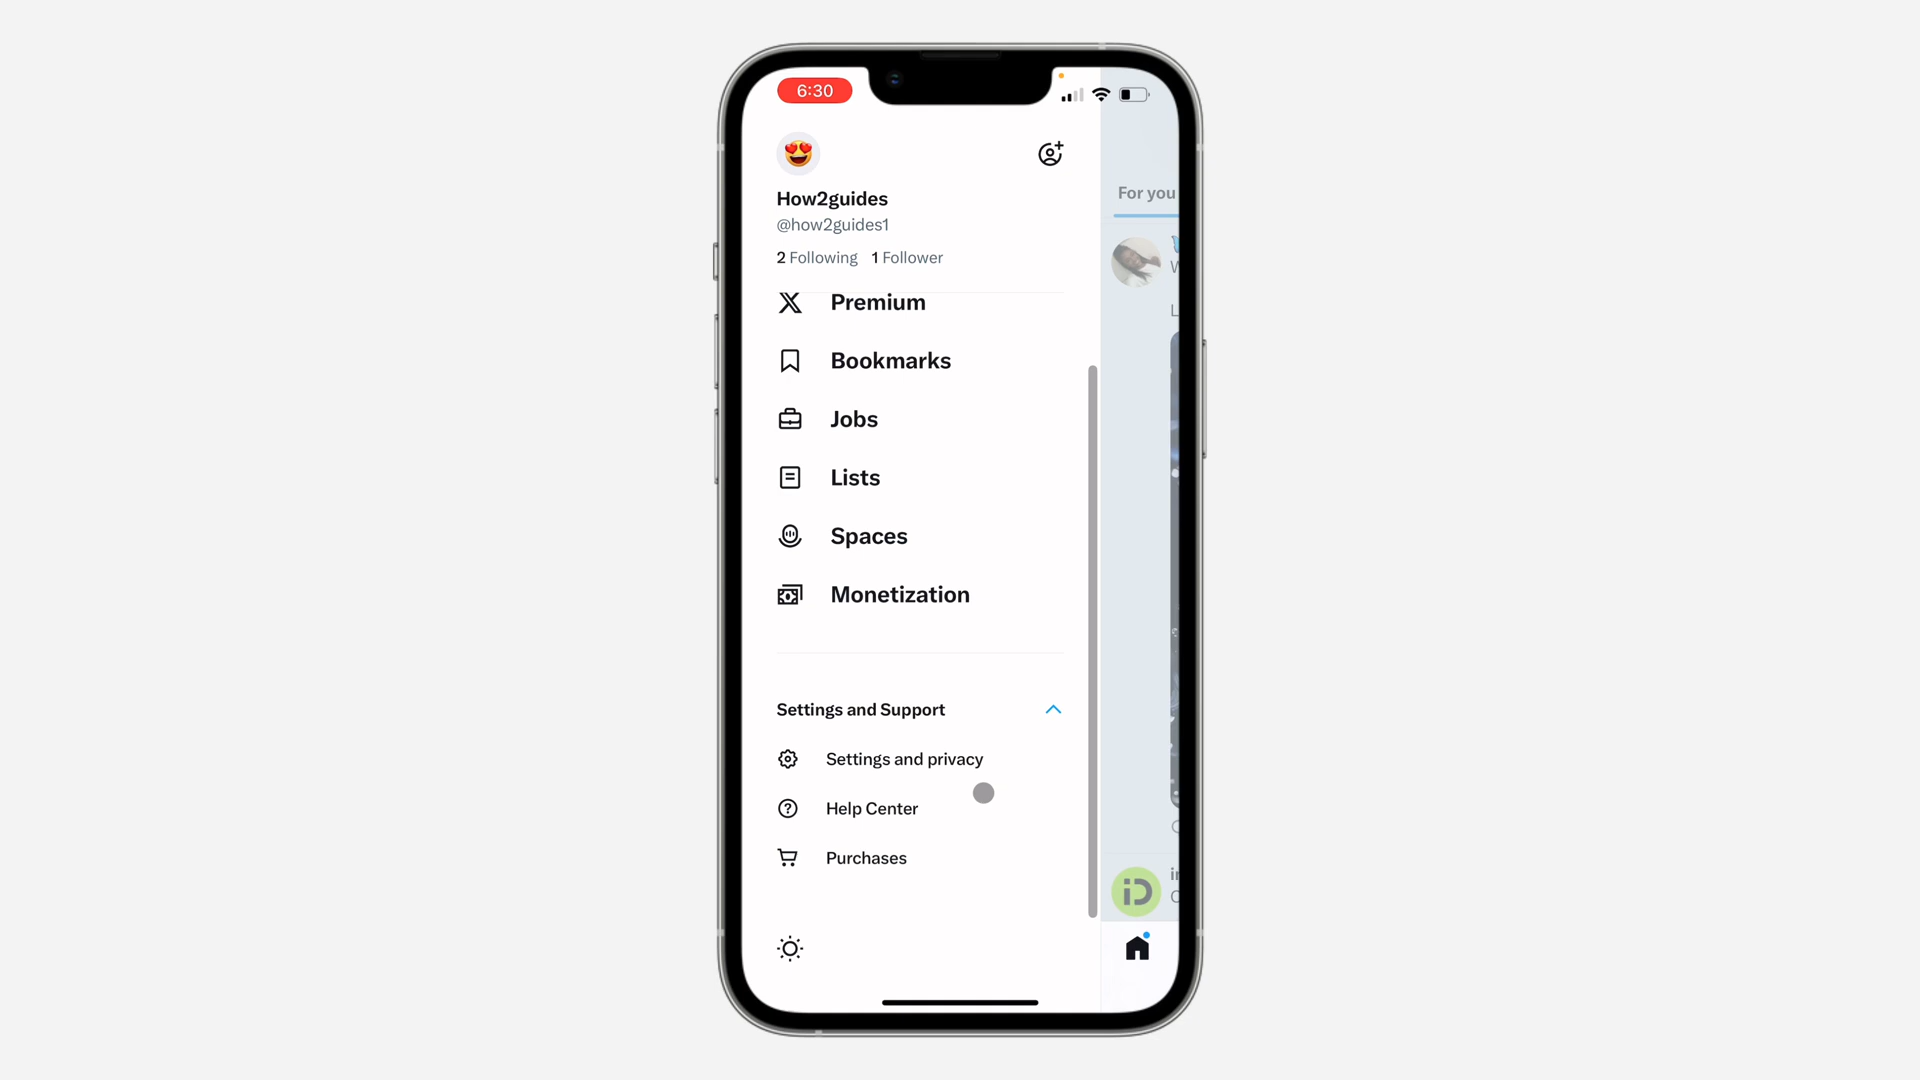 6:30
How2guides
@how2guides1
2 Following 1 Follower
For you
Premium
Bookmarks
Jobs
Lists
Spaces
Monetization
Settings and Support
Settings and privacy
Help Center
Purchases
iD